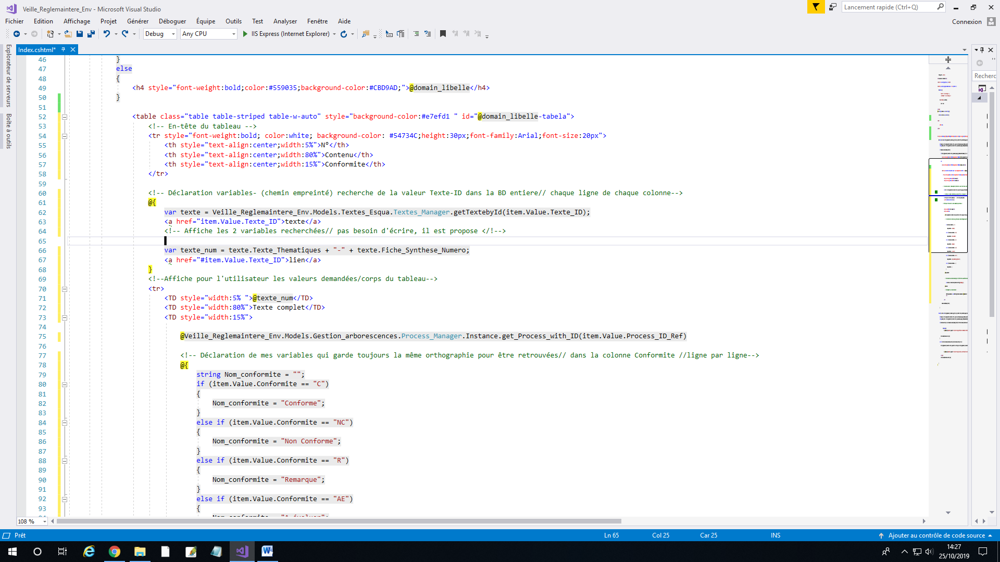 Veille_Reglemaintere_Env - Microsoft Visual Studio
Lancement rapide (Ctrl+Q)
Fichier Edition Affichage Projet Générer Déboguer Équipe Outils Test Analyser Fenêtre Aide
Connexion
Debug Any CPU IIS Express (Internet Explorer)
Index.cshtml*
Explorateur de serveurs
Boîte à outils
Recherc
46 }
47 else
48 {
49 <h4 style="font-weight:bold;color:#559035;background-color:#CBD9AD;">@domain_libelle</h4>
50 }
51
52 <table class="table table-striped table-w-auto" style="background-color:#e7efd1 " id="@domain_libelle-tabela">
53 <!-- En-tête du tableau -->
54 <tr style="font-weight:bold; color:white; background-color: #54734C;height:30px;font-family:Arial;font-size:20px">
55 <th style="text-align:center;width:5%">N°</th>
56 <th style="text-align:center;width:80%">Contenu</th>
57 <th style="text-align:center;width:15%">Conformite</th>
58 </tr>
59
60 <!-- Déclaration variables- (chemin empreinté) recherche de la valeur Texte-ID dans la BD entiere// chaque ligne de chaque colonne-->
61 @{
62 var texte = Veille_Reglemaintere_Env.Models.Textes_Esqua.Textes_Manager.getTextebyId(item.Value.Texte_ID);
63 <a href="item.Value.Texte_ID">texte</a>
64 <!-- Affiche les 2 variables recherchées// pas besoin d'écrire, il est propose </!-->
65
66 var texte_num = texte.Texte_Thematiques + "-" + texte.Fiche_Synthese_Numero;
67 <a href="#item.Value.Texte_ID">lien</a>
68 }
69 <!--Affiche pour l'utilisateur les valeurs demandées/corps du tableau-->
70 <tr>
71 <TD style="width:5% ">@texte_num</TD>
72 <TD style="width:80%">Texte complet</TD>
73 <TD style="width:15%">
74
75 @Veille_Reglemaintere_Env.Models.Gestion_arborescences.Process_Manager.Instance.get_Process_with_ID(item.Value.Process_ID_Ref)
76
77 <!-- Déclaration de mes variables qui garde toujours la même orthographie pour être retrouvées// dans la colonne Conformite //ligne par ligne-->
78 @{
79 string Nom_conformite = "";
80 if (item.Value.Conformite == "C")
81 {
82 Nom_conformite = "Conforme";
83 }
84 else if (item.Value.Conformite == "NC")
85 {
86 Nom_conformite = "Non Conforme";
87 }
88 else if (item.Value.Conformite == "R")
89 {
90 Nom_conformite = "Remarque";
91 }
92 else if (item.Value.Conformite == "AE")
93 {
108 %
Prêt Ln 65 Col 25 Car 25 INS Ajouter au contrôle de code source
14:27
25/10/2019